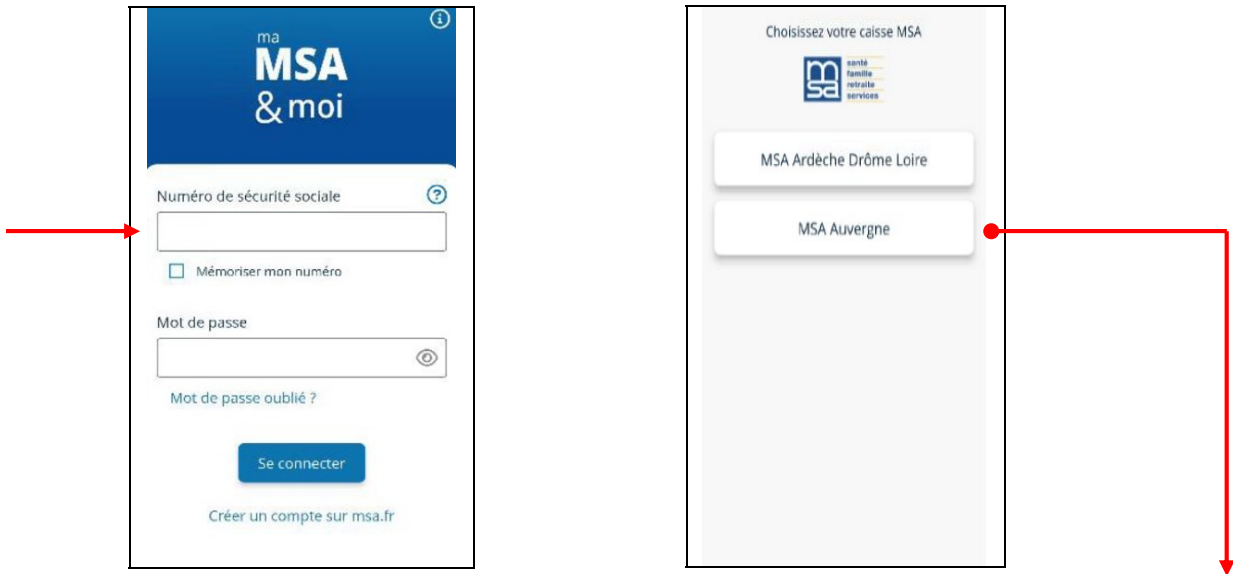 ma
MSA
& moi
Numéro de sécurité sociale
Mémoriser mon numéro
Mot de passe
Mot de passe oublié ?
Se connecter
Créer un compte sur msa.fr
Choisissez votre caisse MSA
msa
santé
famille
retraite
services
MSA Ardèche Drôme Loire
MSA Auvergne